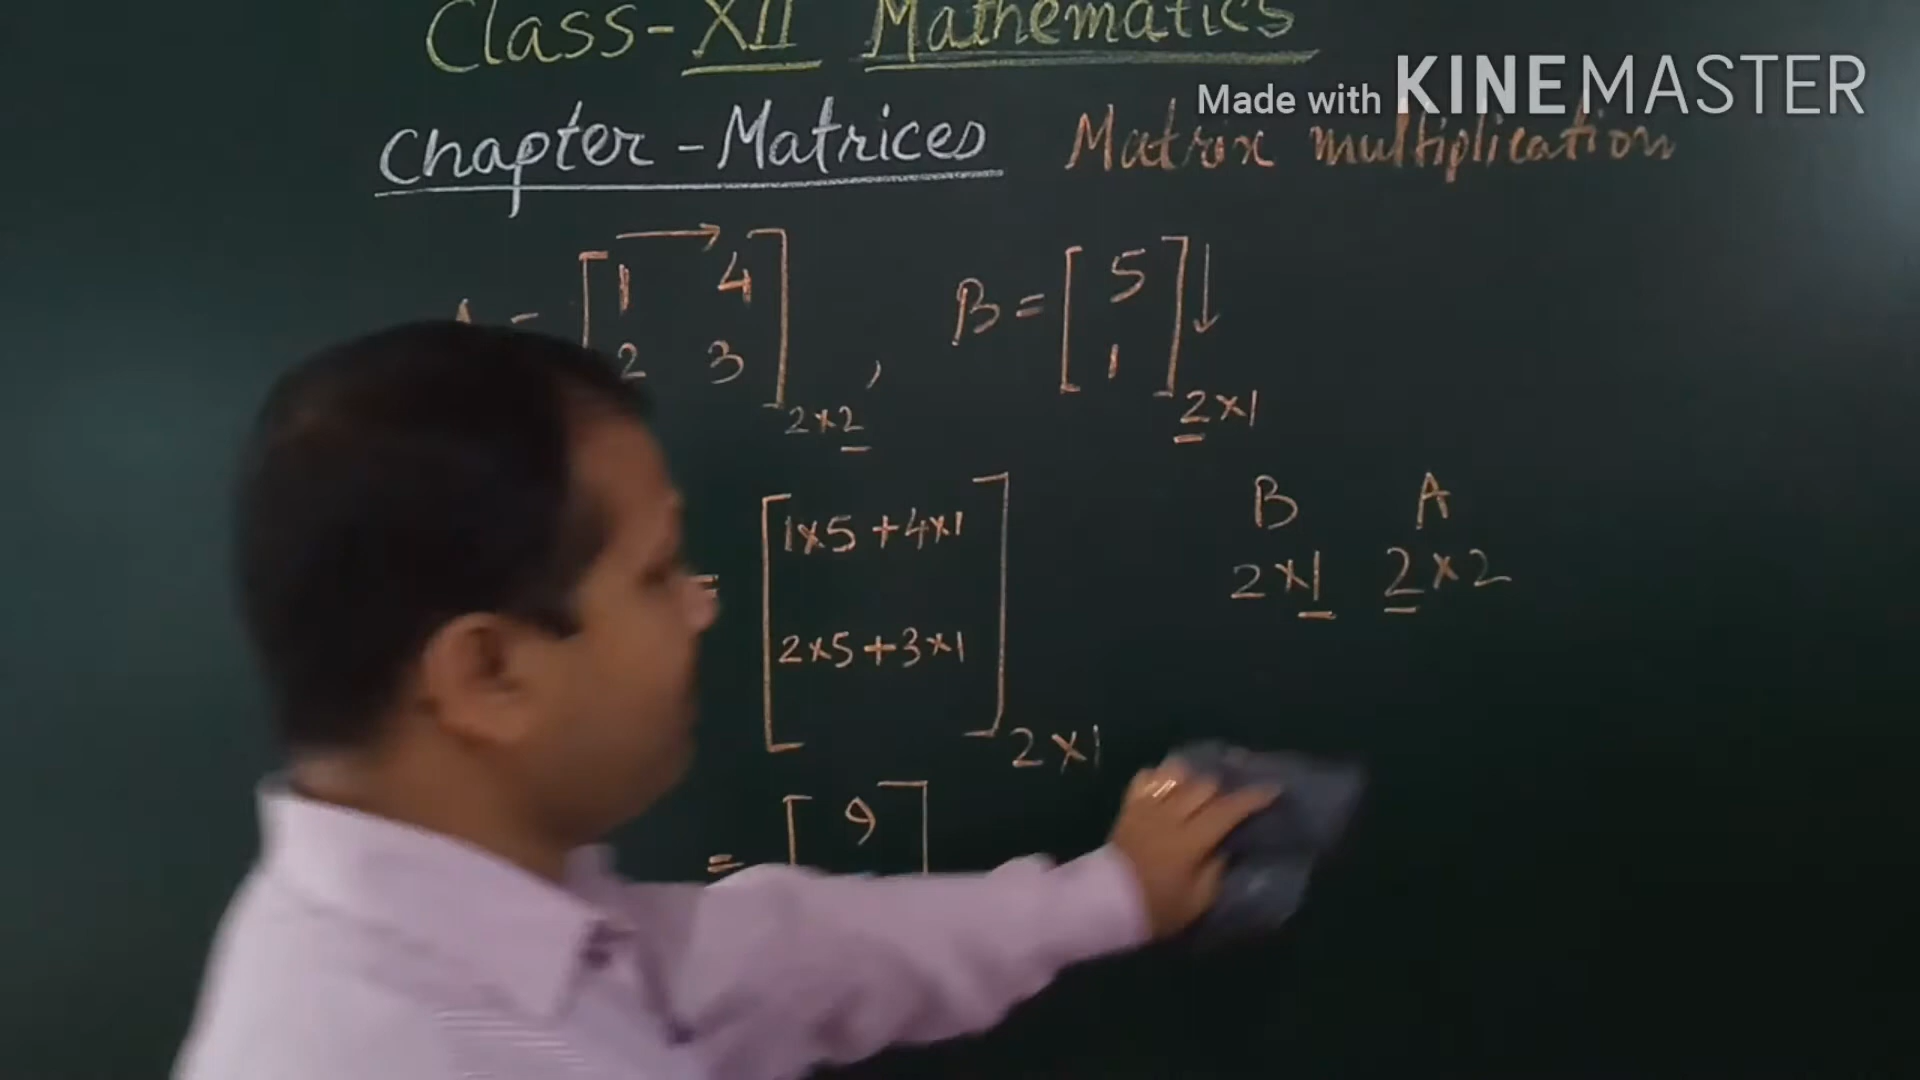 Class-XII Mathematics
Made with KINEMASTER
Chapter - Matrices Matrix multiplication
A = [1 4
2 3] 2×2 , B = [5
1] 2×1
B A
2×1 2×2
= [1×5+4×1
2×5+3×1] 2×1
= [9